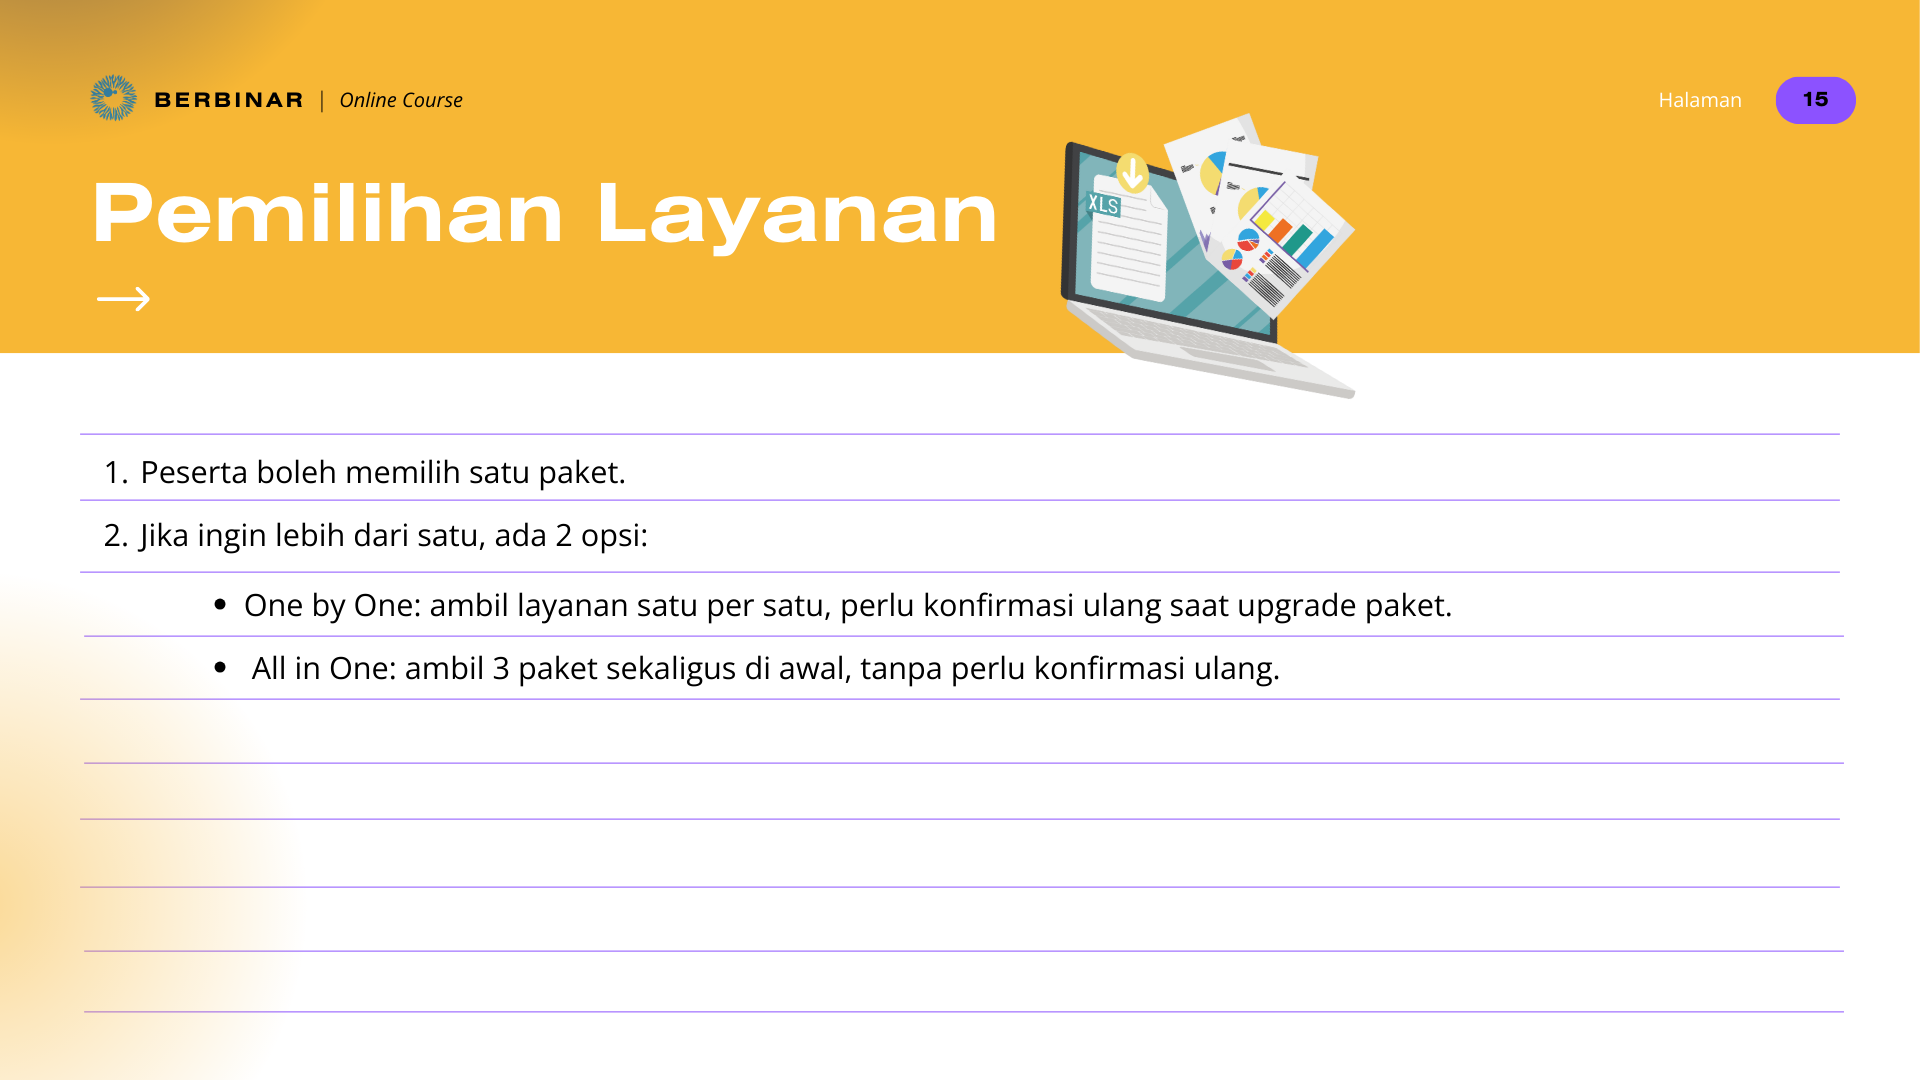 BERBINAR | Online Course
Halaman 15
Pemilihan Layanan
XLS
1. Peserta boleh memilih satu paket.
2. Jika ingin lebih dari satu, ada 2 opsi:
• One by One: ambil layanan satu per satu, perlu konfirmasi ulang saat upgrade paket.
• All in One: ambil 3 paket sekaligus di awal, tanpa perlu konfirmasi ulang.